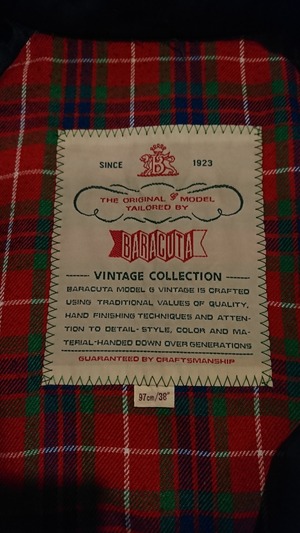 B
SINCE 1923
THE ORIGINAL G MODEL
TAILORED BY
BARACUTA
VINTAGE COLLECTION
BARACUTA MODEL G VINTAGE IS CRAFTED
USING TRADITIONAL VALUES OF QUALITY,
HAND FINISHING TECHNIQUES AND ATTEN-
TION TO DETAIL- STYLE, COLOR AND MA-
TERIAL-HANDED DOWN OVER GENERATIONS
GUARANTEED BY CRAFTSMANSHIP
97cm/38"